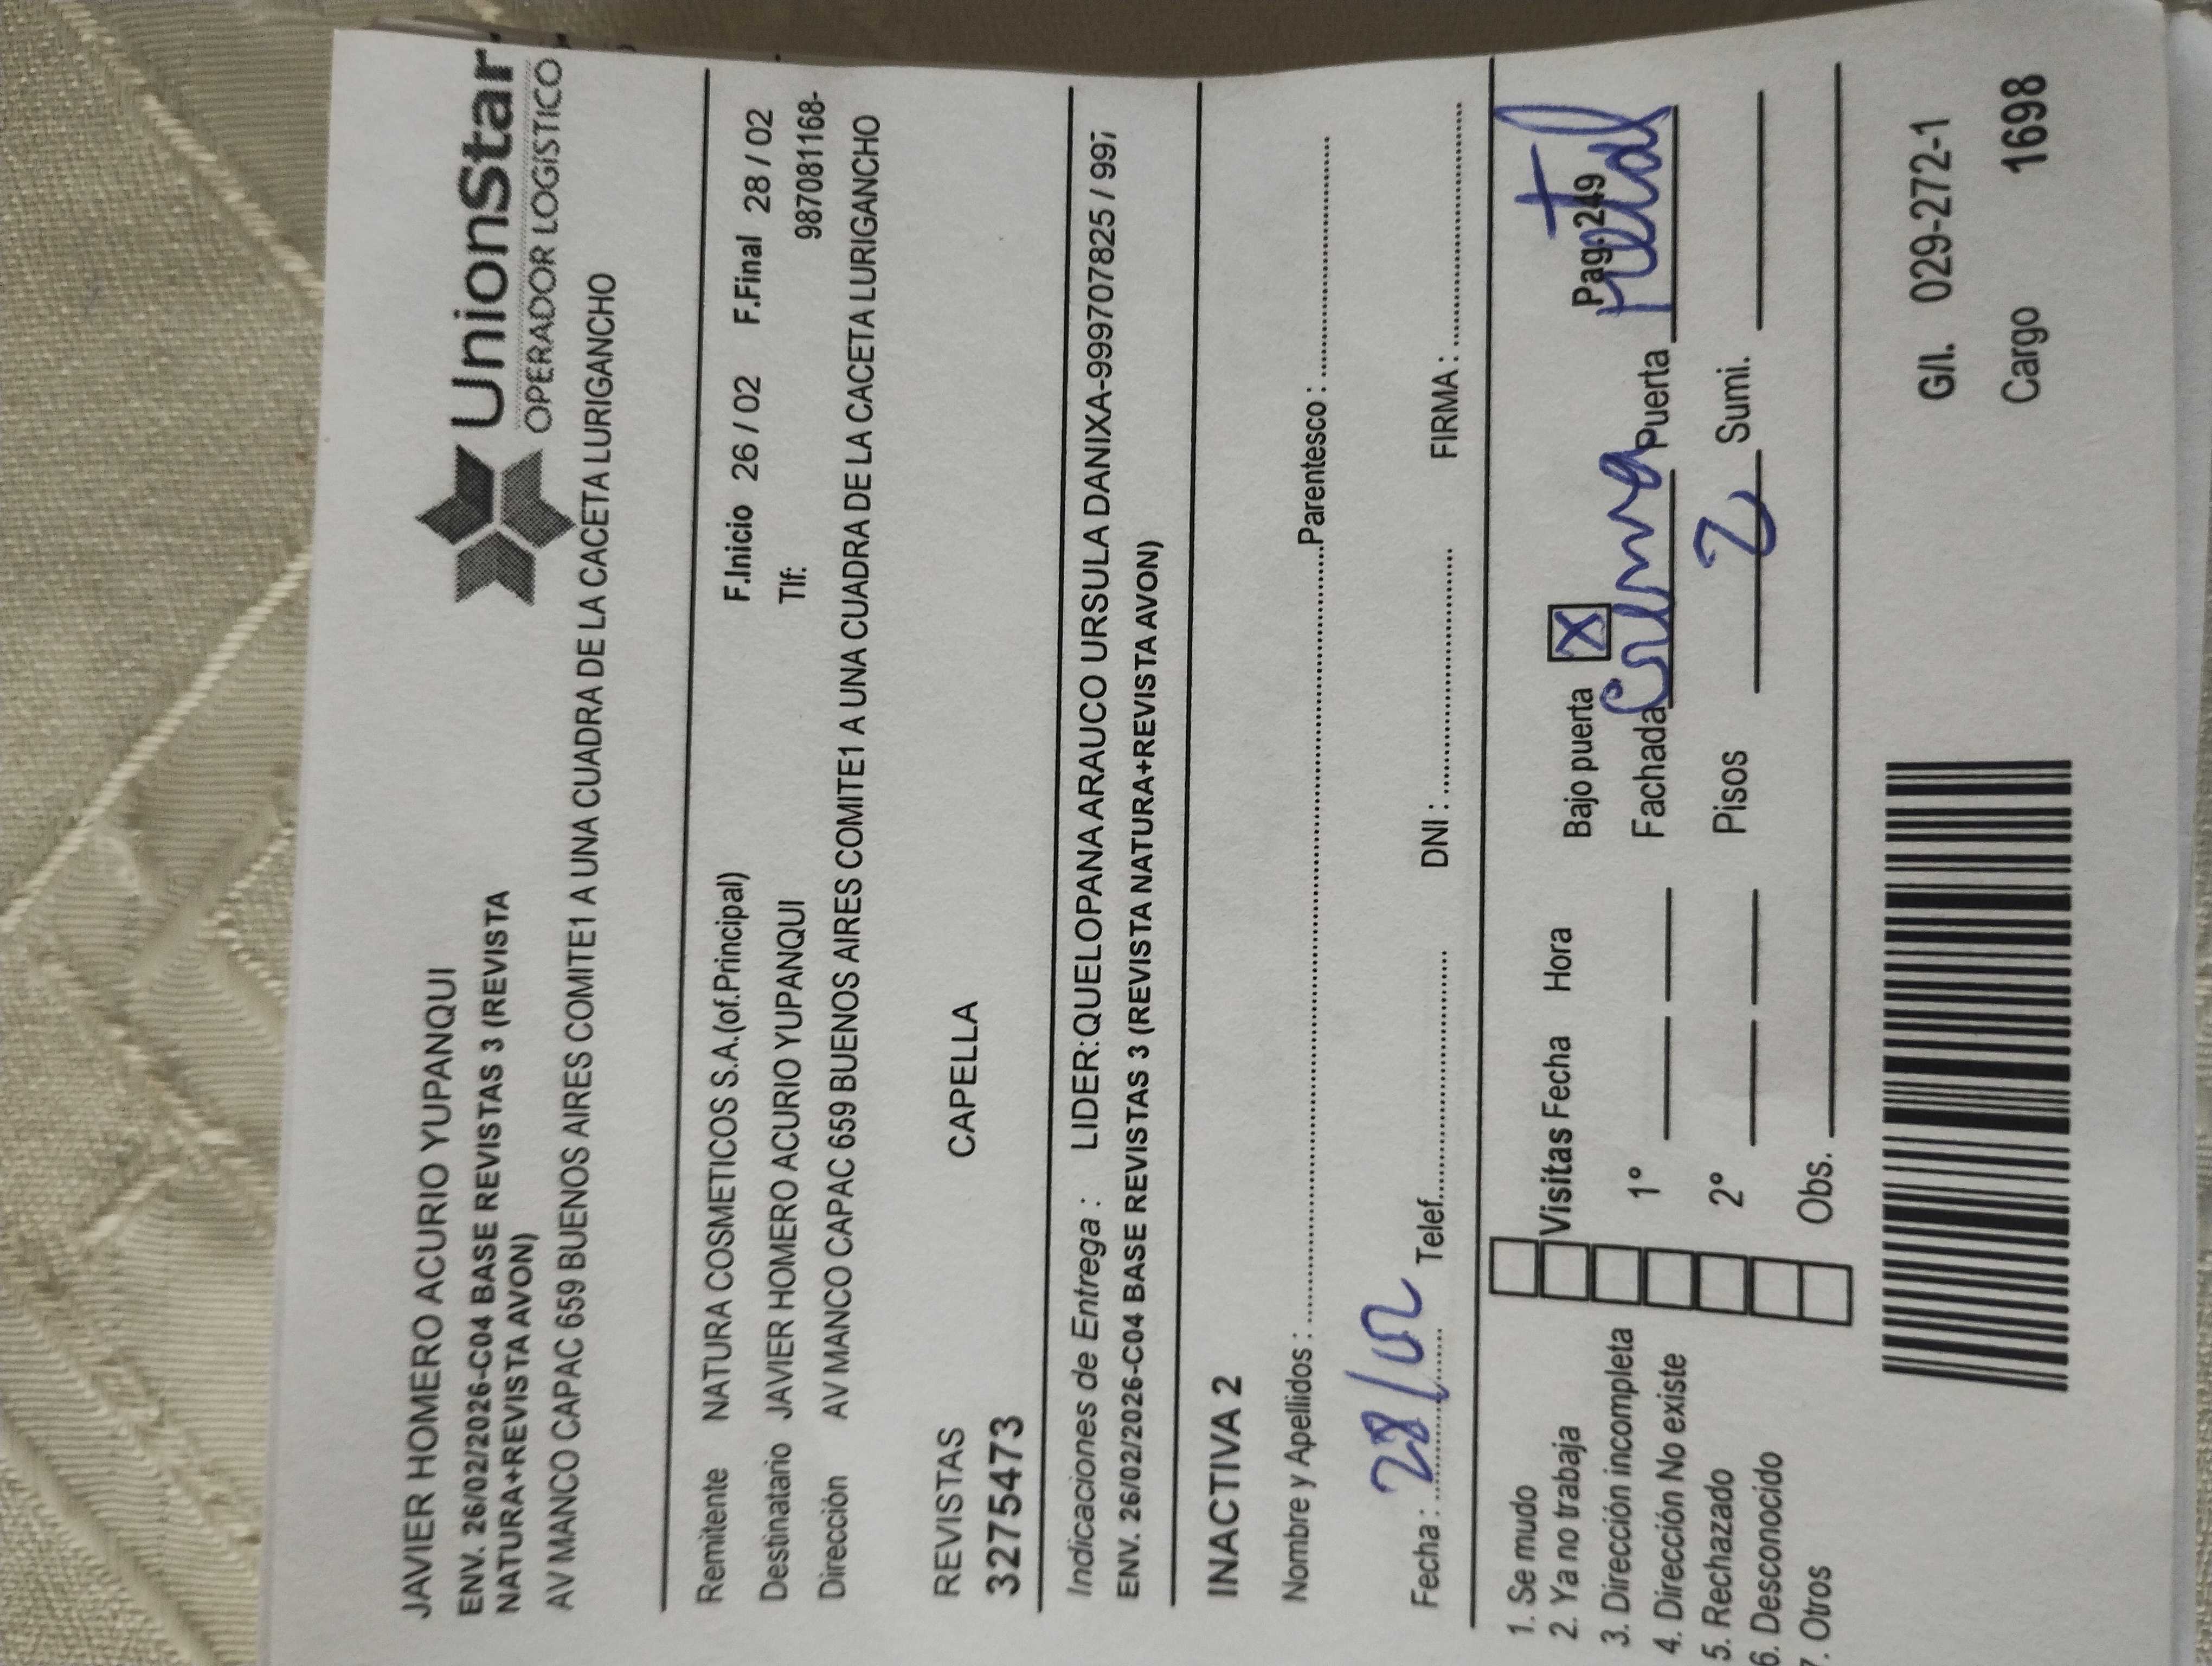 JAVIER HOMERO ACURIO YUPANQUI
UnionStar
OPERADOR LOGÍSTICO
ENV. 26/02/2026-C04 BASE REVISTAS 3 (REVISTA
NATURA+REVISTA AVON)
AV MANCO CAPAC 659 BUENOS AIRES COMITE1 A UNA CUADRA DE LA CACETA LURIGANCHO
Remitente NATURA COSMETICOS S.A.(of.Principal) F.Inicio 26 / 02 F.Final 28 / 02
Destinatario JAVIER HOMERO ACURIO YUPANQUI Tlf: 987081168-
Dirección AV MANCO CAPAC 659 BUENOS AIRES COMITE1 A UNA CUADRA DE LA CACETA LURIGANCHO
REVISTAS CAPELLA
3275473
Indicaciones de Entrega : LIDER:QUELOPANA ARAUCO URSULA DANIXA-999707825 / 997
ENV. 26/02/2026-C04 BASE REVISTAS 3 (REVISTA NATURA+REVISTA AVON)
INACTIVA 2
Nombre y Apellidos : Parentesco :
Fecha : 28/02 Telef. DNI : FIRMA :
1. Se mudo
2. Ya no trabaja
3. Dirección incompleta
4. Dirección No existe
5. Rechazado
6. Desconocido
7. Otros
Visitas Fecha Hora Bajo puerta X Pag.249
1° Fachada Crema Puerta metal
2° Pisos 2 Sumi.
Obs.
G/I. 029-272-1
Cargo 1698